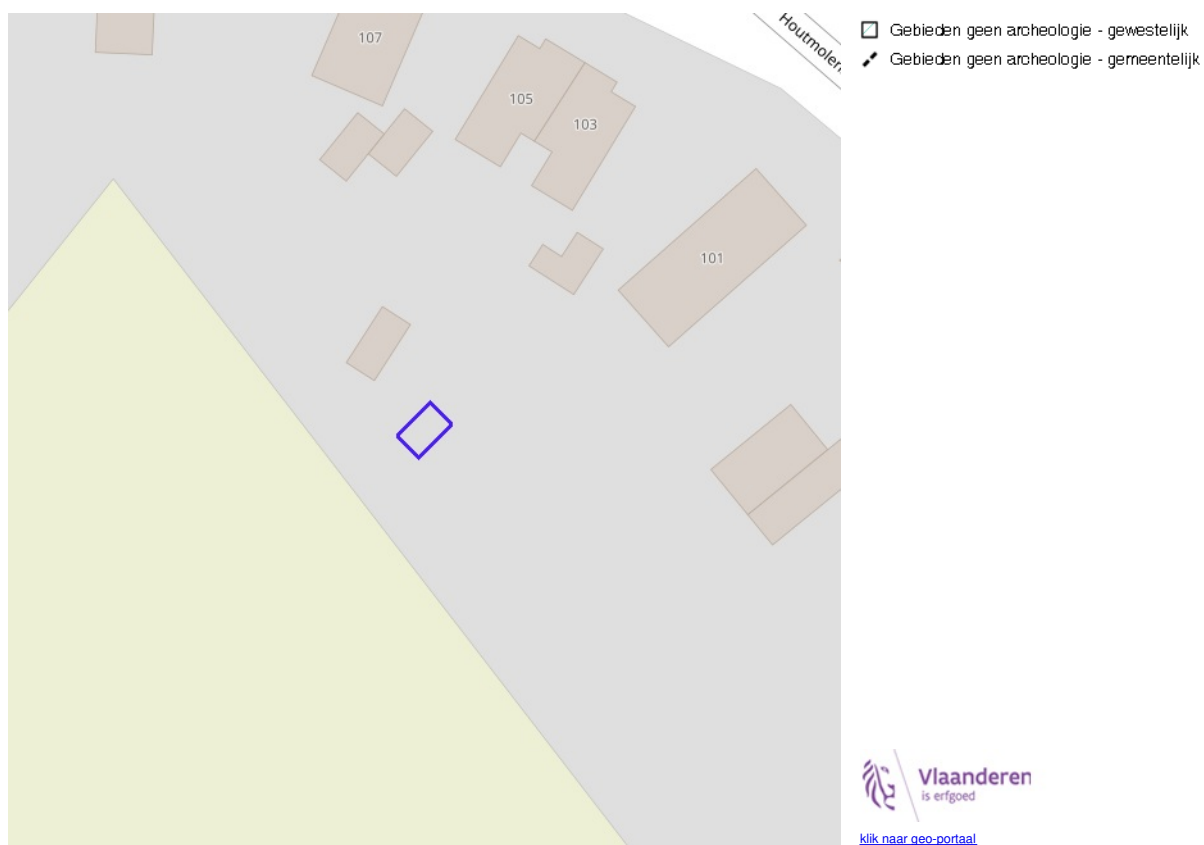 107
105
103
101
Gebieden geen archeologie - gewestelijk
Gebieden geen archeologie - gemeentelijk
Vlaanderen
is erfgoed
klik naar geo-portaal